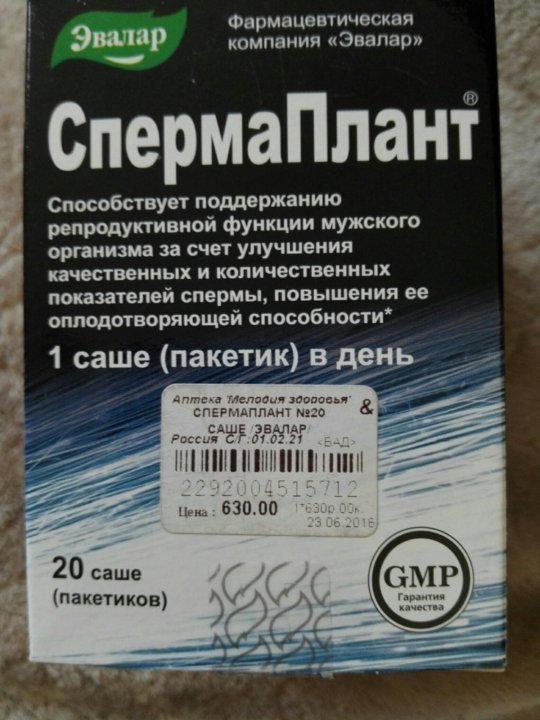 Эвалар
Фармацевтическая
компания «Эвалар»
СпермаПлант®
Способствует поддержанию
репродуктивной функции мужского
организма за счет улучшения
качественных и количественных
показателей спермы, повышения ее
оплодотворяющей способности*
1 саше (пакетик) в день
Аптека "Мелодия здоровья" &
СПЕРМАПЛАНТ №20
САШЕ /ЭВАЛАР/
Россия СГ:01.02.21 <БАД>
2292004515712
Цена : 630.00 1*630р.00к.
23.06.2016
20 саше
(пакетиков)
GMP
Гарантия
качества